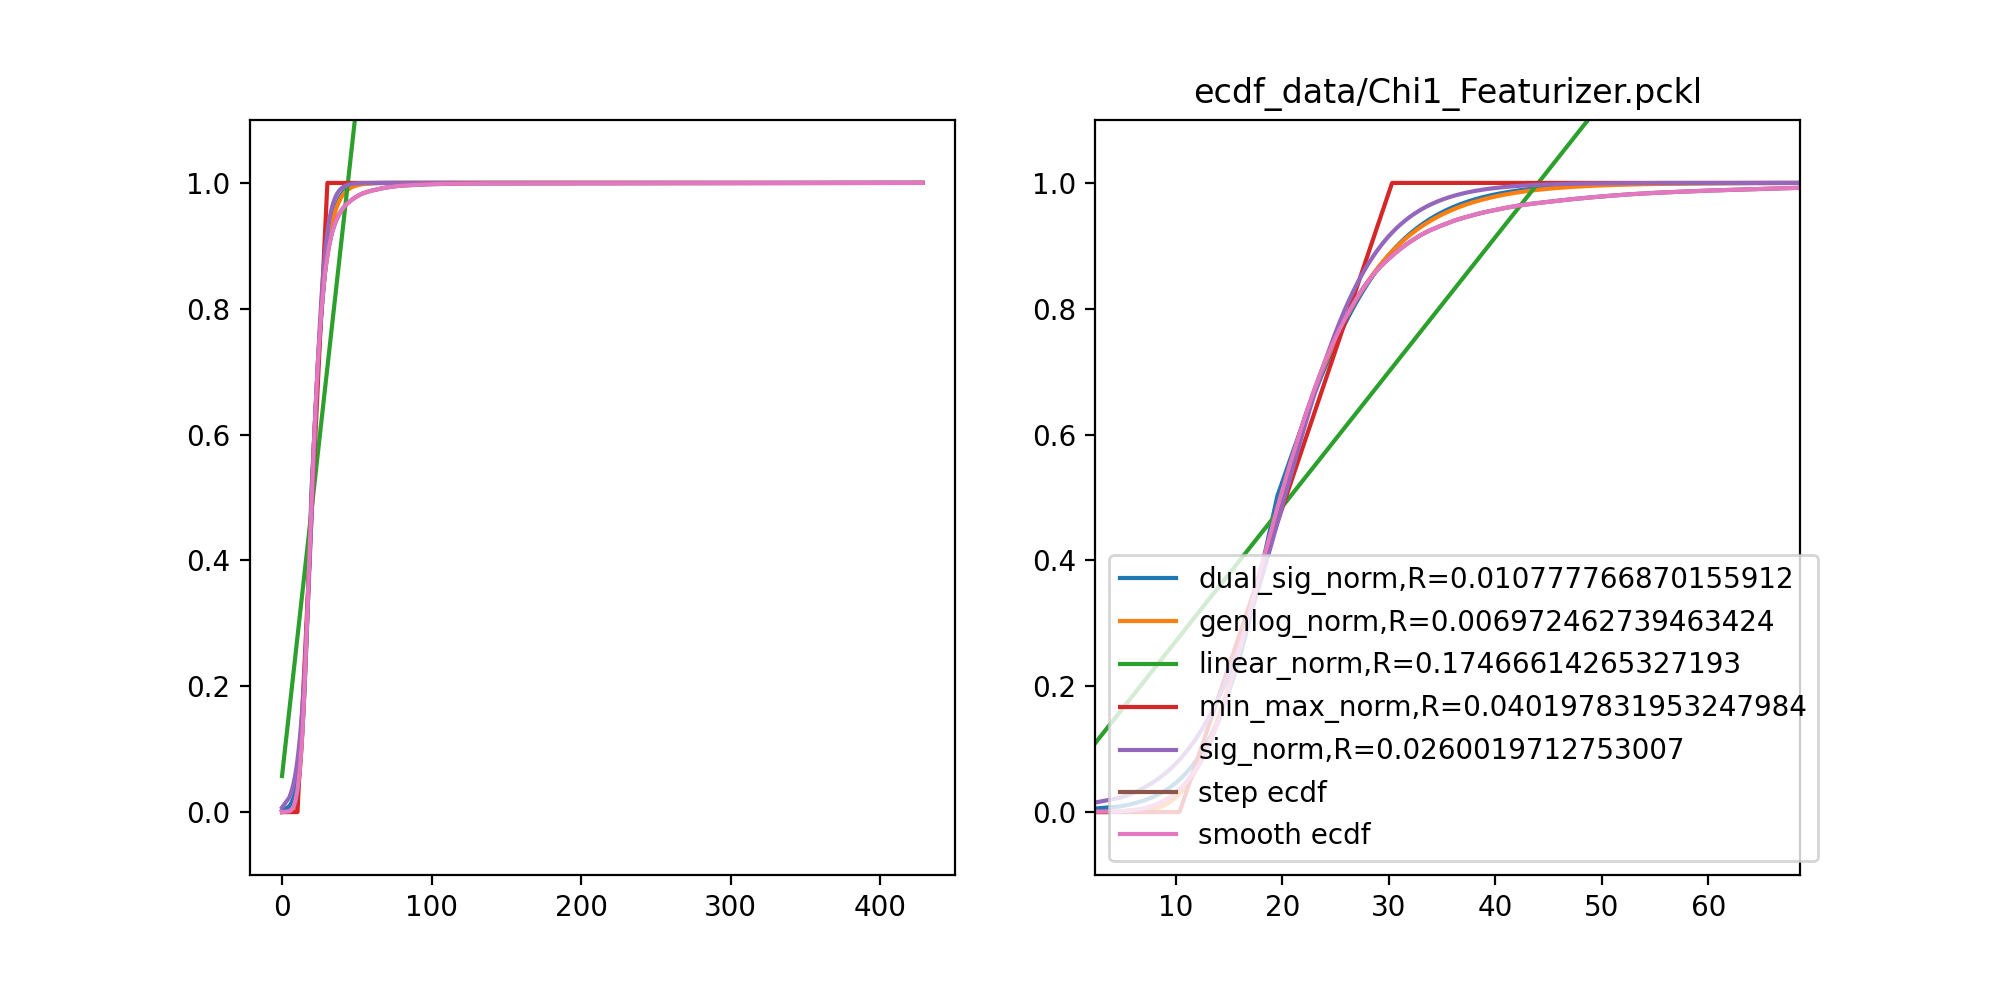 ecdf_data/Chi1_Featurizer.pckl
1.0
0.8
0.6
0.4
0.2
0.0
0 100 200 300 400
1.0
0.8
0.6
0.4
0.2
0.0
dual_sig_norm,R=0.010777766870155912
genlog_norm,R=0.006972462739463424
linear_norm,R=0.17466614265327193
min_max_norm,R=0.040197831953247984
sig_norm,R=0.0260019712753007
step ecdf
smooth ecdf
10 20 30 40 50 60